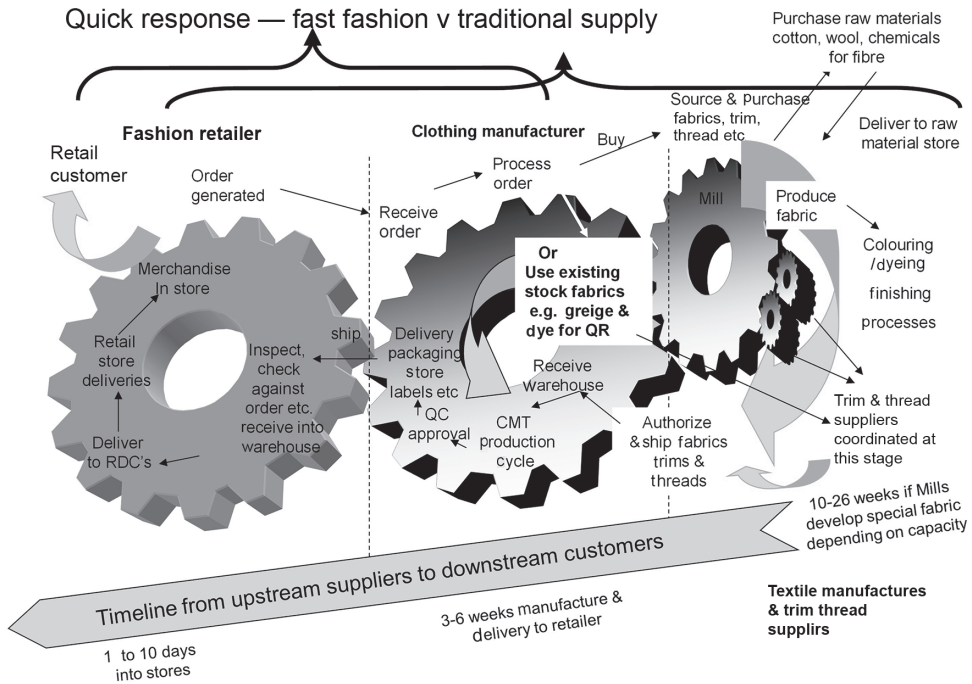 Quick response — fast fashion v traditional supply
Purchase raw materials
cotton, wool, chemicals
for fibre
Source & purchase
fabrics, trim,
thread etc
Deliver to raw
material store
Fashion retailer
Clothing manufacturer
Buy
Retail
customer
Order
generated
Process
order
Receive
order
Mill
Produce
fabric
Colouring
/dyeing
finishing
processes
Or
Use existing
stock fabrics
e.g. greige &
dye for QR
Merchandise
In store
ship
Retail
store
deliveries
Inspect,
check
against
order etc.
receive into
warehouse
Delivery
packaging
store
labels etc
Receive
warehouse
QC
approval
CMT
production
cycle
Authorize
& ship fabrics
trims &
threads
Trim & thread
suppliers
coordinated at
this stage
Deliver
to RDC's
10-26 weeks if Mills
develop special fabric
depending on capacity
Timeline from upstream suppliers to downstream customers
3-6 weeks manufacture &
delivery to retailer
Textile manufactures
& trim thread
supplirs
1 to 10 days
into stores